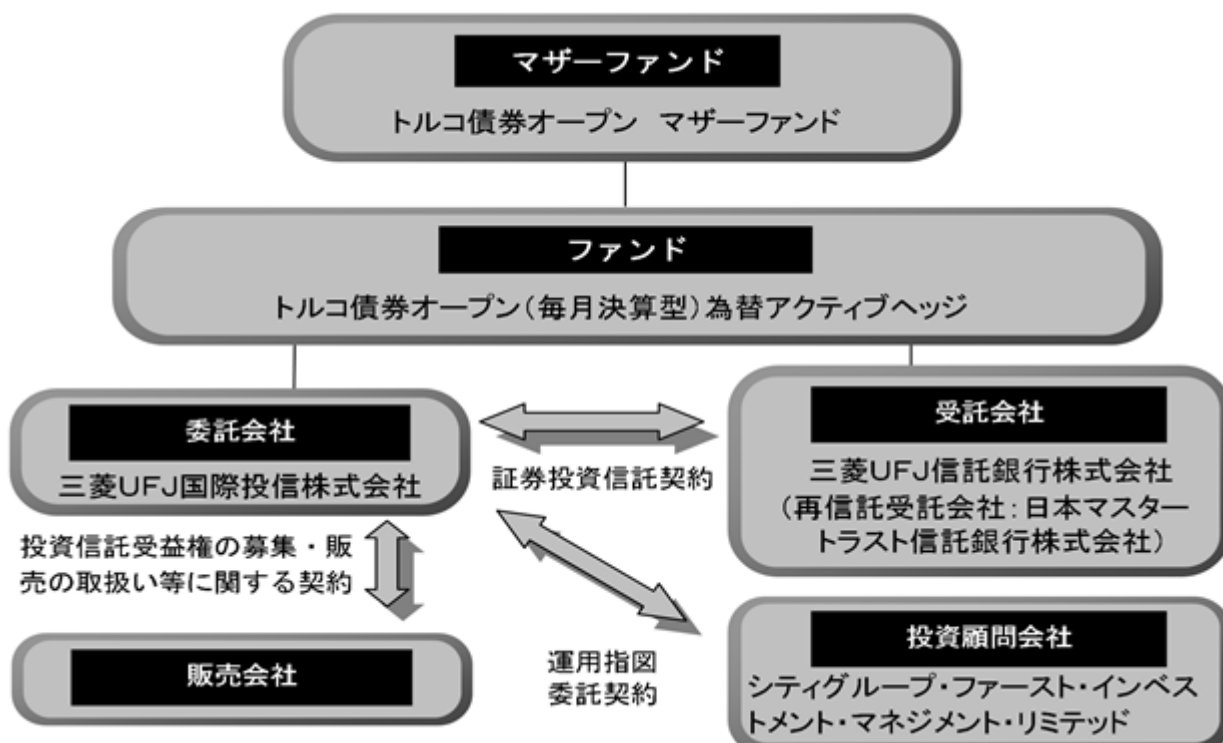 マザーファンド
トルコ債券オープン　マザーファンド
ファンド
トルコ債券オープン（毎月決算型）為替アクティブヘッジ
委託会社
三菱ＵＦＪ国際投信株式会社
証券投資信託契約
受託会社
三菱ＵＦＪ信託銀行株式会社
（再信託受託会社：日本マスター
トラスト信託銀行株式会社）
投資信託受益権の募集・販
売の取扱い等に関する契約
販売会社
運用指図
委託契約
投資顧問会社
シティグループ・ファースト・インベス
トメント・マネジメント・リミテッド